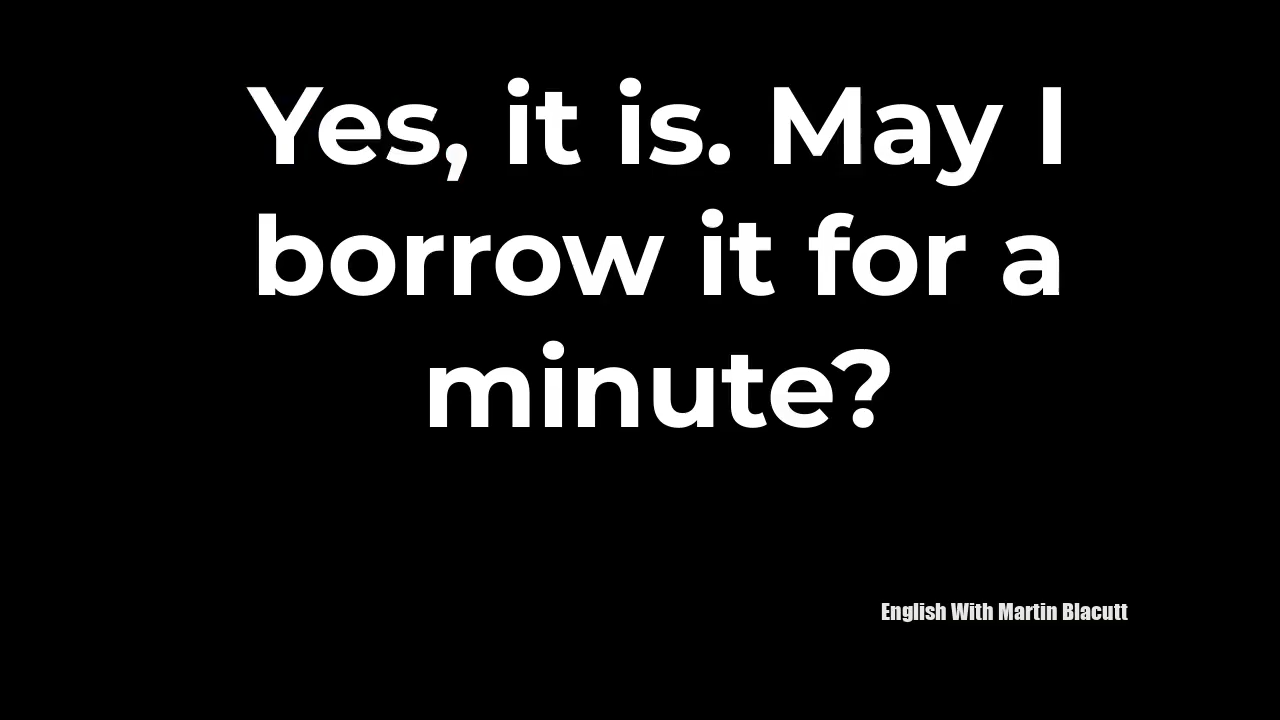 Yes, it is. May I
borrow it for a
minute?
English With Martin Blacutt